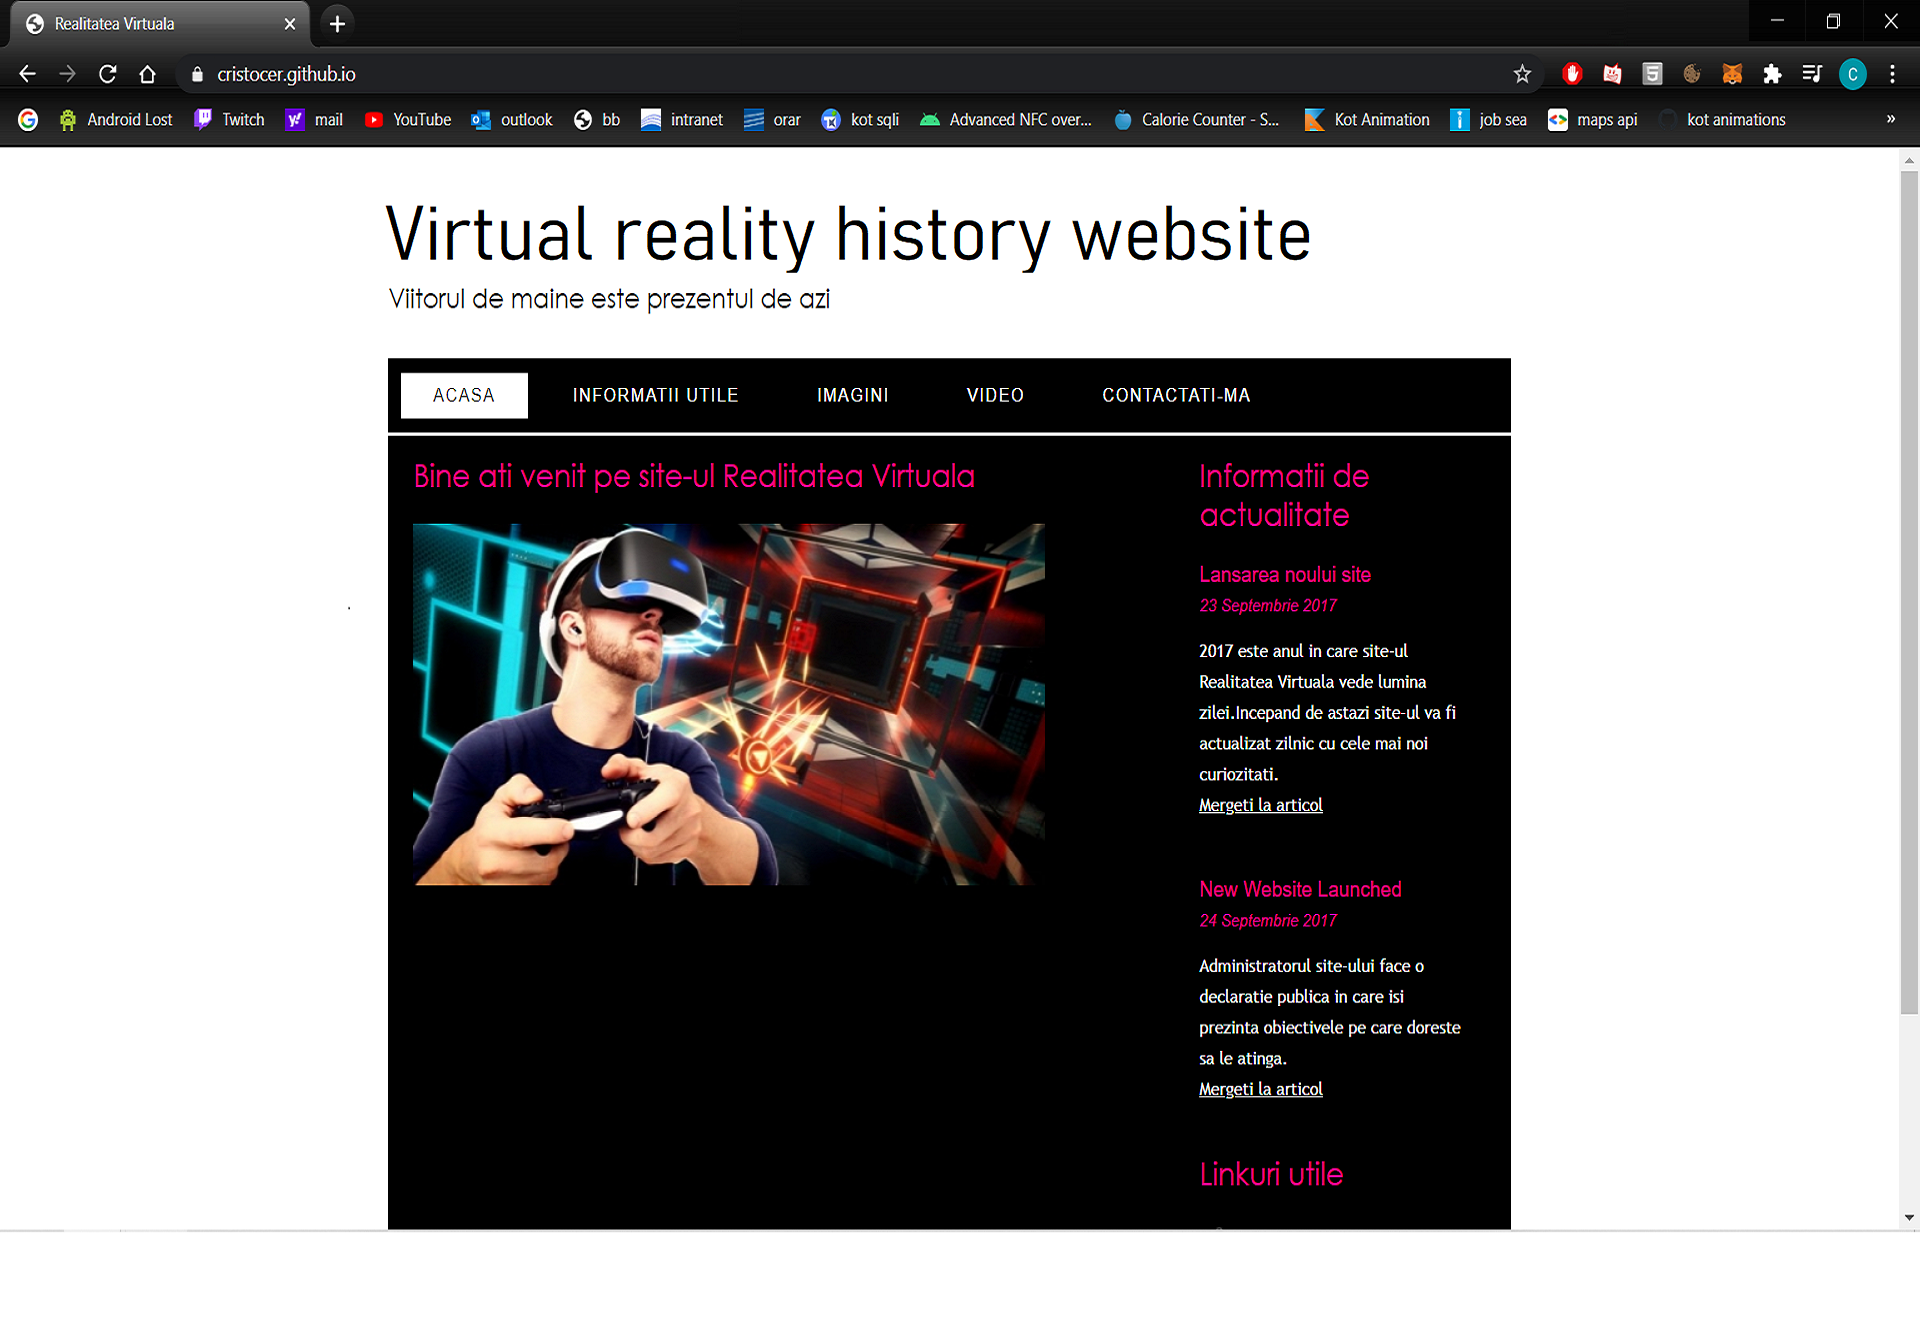 Realitatea Virtuala
cristocer.github.io
C
Android Lost Twitch mail YouTube outlook bb intranet orar kot sqli Advanced NFC over... Calorie Counter - S... Kot Animation job sea maps api kot animations »
Virtual reality history website
Viitorul de maine este prezentul de azi
ACASA INFORMATII UTILE IMAGINI VIDEO CONTACTATI-MA
Bine ati venit pe site-ul Realitatea Virtuala
Informatii de
actualitate
Lansarea noului site
23 Septembrie 2017
2017 este anul in care site-ul
Realitatea Virtuala vede lumina
zilei.Incepand de astazi site-ul va fi
actualizat zilnic cu cele mai noi
curiozitati.
Mergeti la articol
New Website Launched
24 Septembrie 2017
Administratorul site-ului face o
declaratie publica in care isi
prezinta obiectivele pe care doreste
sa le atinga.
Mergeti la articol
Linkuri utile